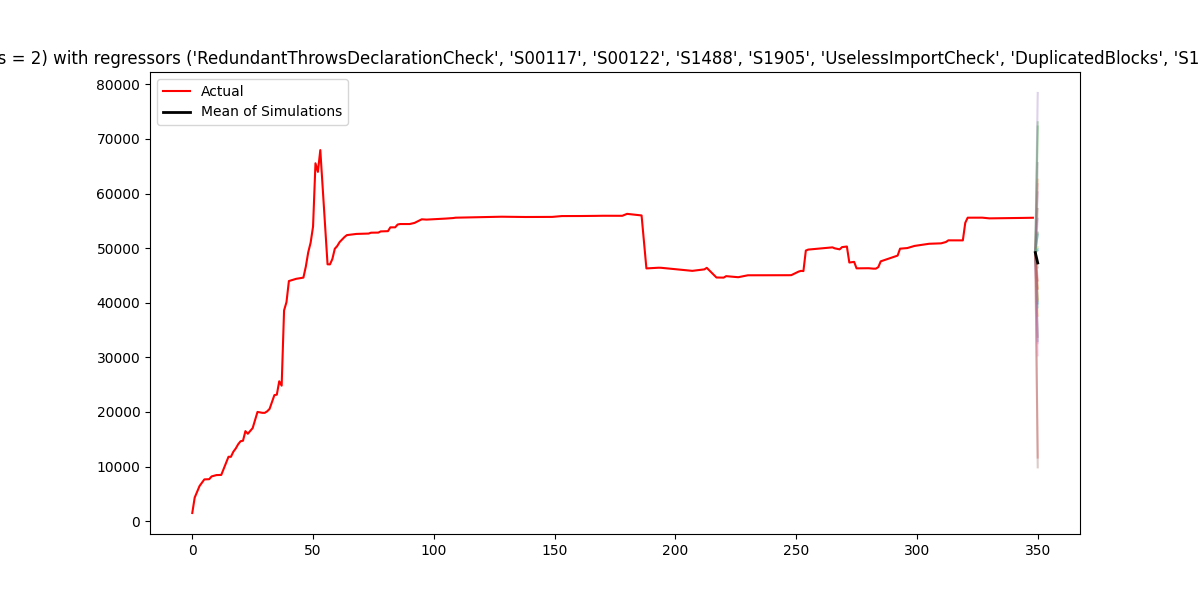 s = 2) with regressors ('RedundantThrowsDeclarationCheck', 'S00117', 'S00122', 'S1488', 'S1905', 'UselessImportCheck', 'DuplicatedBlocks', 'S1
Actual
Mean of Simulations
80000
70000
60000
50000
40000
30000
20000
10000
0
0 50 100 150 200 250 300 350